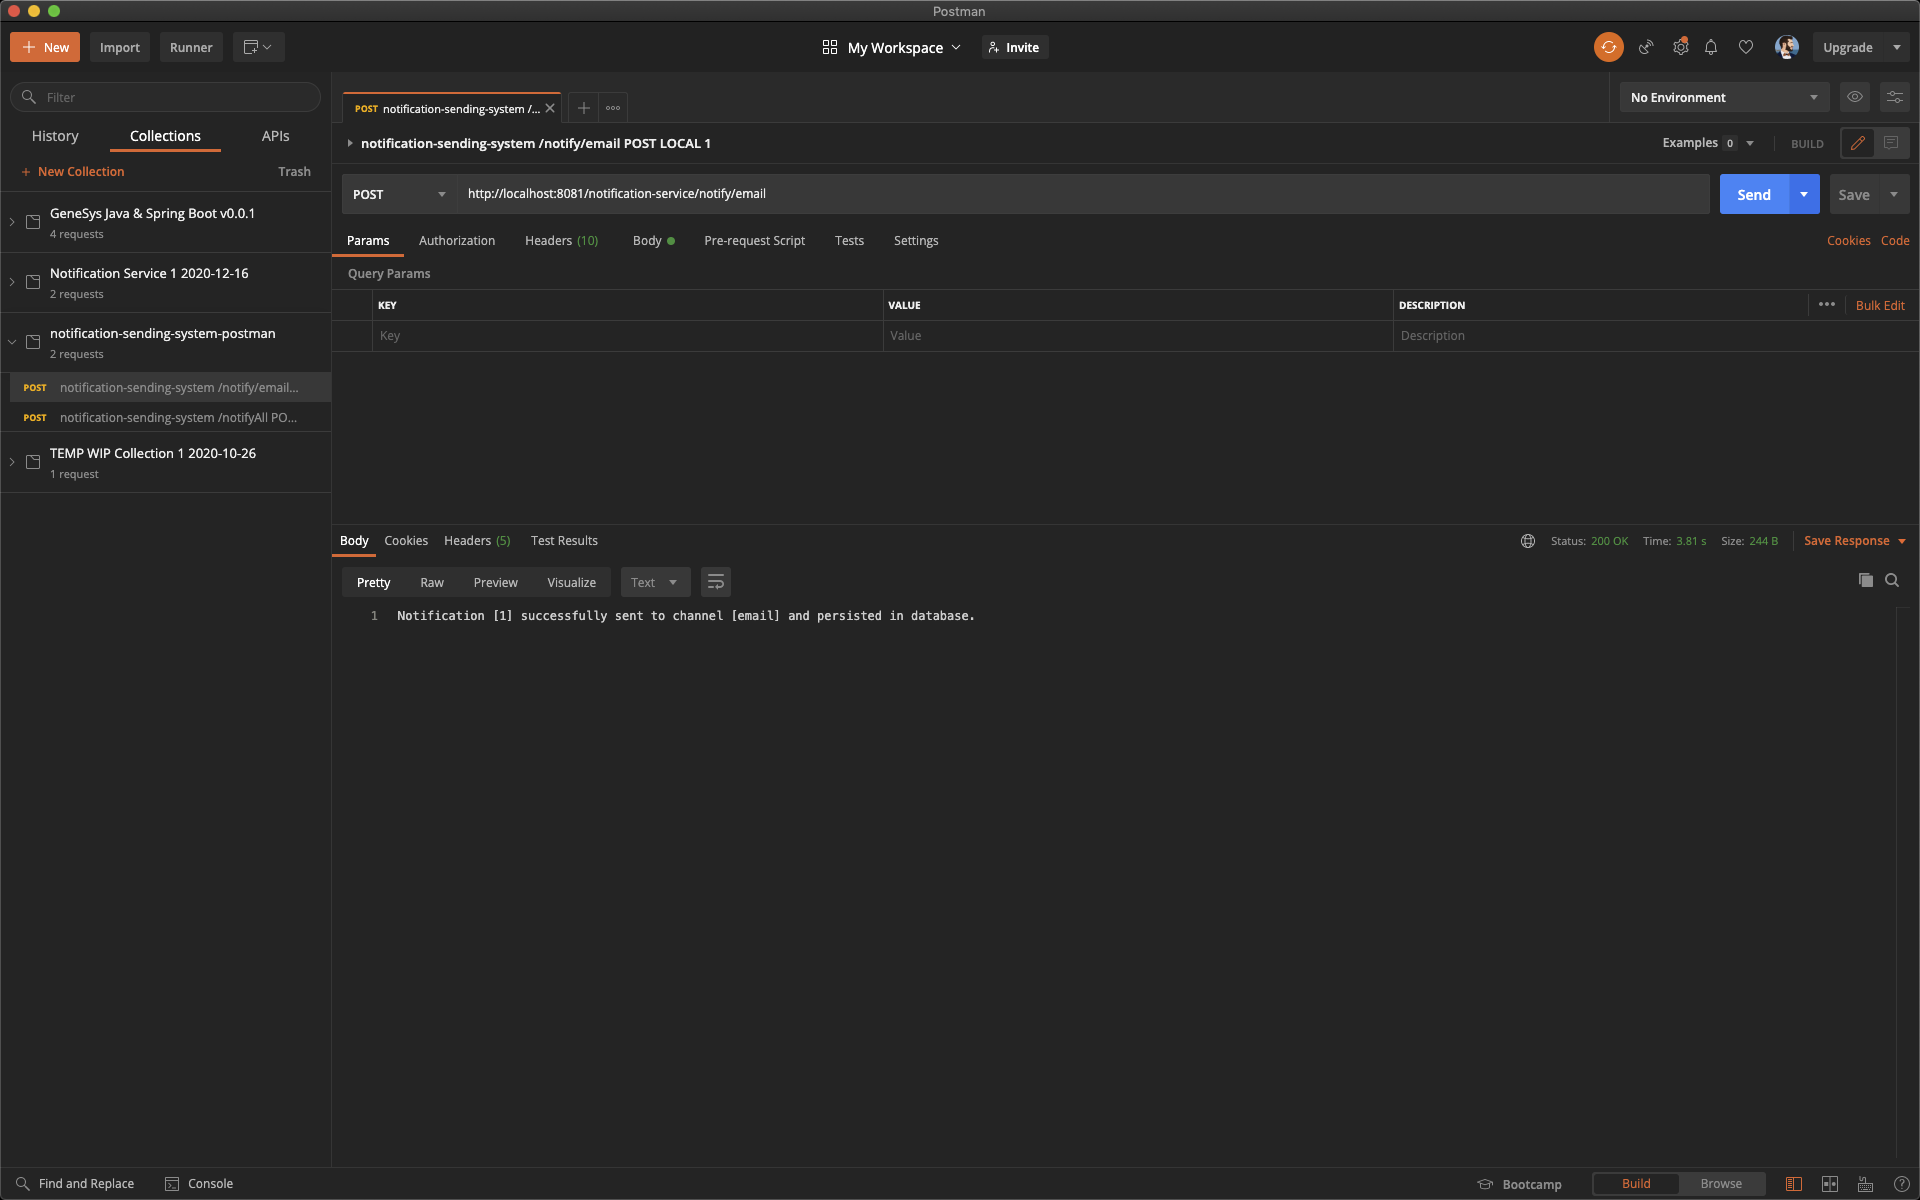 Postman
New Import Runner My Workspace Invite Upgrade
Filter
History Collections APIs
New Collection Trash
GeneSys Java & Spring Boot v0.0.1
4 requests
Notification Service 1 2020-12-16
2 requests
notification-sending-system-postman
2 requests
POST notification-sending-system /notify/email...
POST notification-sending-system /notifyAll PO...
TEMP WIP Collection 1 2020-10-26
1 request
POST notification-sending-system /...
No Environment
notification-sending-system /notify/email POST LOCAL 1
Examples 0 BUILD
POST http://localhost:8081/notification-service/notify/email Send Save
Params Authorization Headers (10) Body Pre-request Script Tests Settings Cookies Code
Query Params
KEY VALUE DESCRIPTION Bulk Edit
Key Value Description
Body Cookies Headers (5) Test Results Status: 200 OK Time: 3.81 s Size: 244 B Save Response
Pretty Raw Preview Visualize Text
1 Notification [1] successfully sent to channel [email] and persisted in database.
Find and Replace Console Bootcamp Build Browse